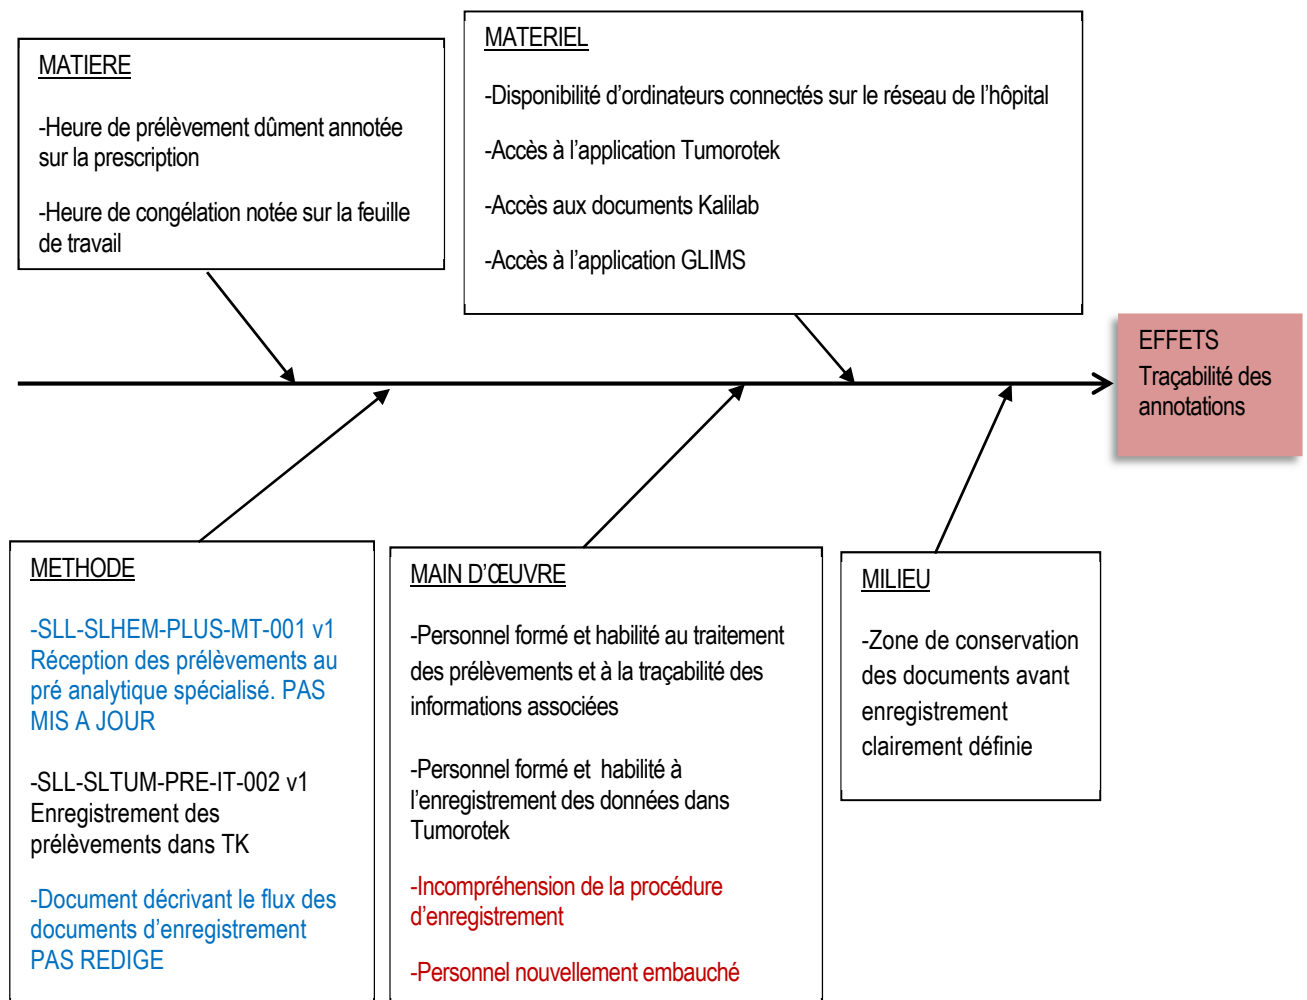 MATIERE
-Heure de prélèvement dûment annotée
sur la prescription
-Heure de congélation notée sur la feuille
de travail
MATERIEL
-Disponibilité d’ordinateurs connectés sur le réseau de l’hôpital
-Accès à l’application Tumorotek
-Accès aux documents Kalilab
-Accès à l’application GLIMS
EFFETS
Traçabilité des
annotations
METHODE
-SLL-SLHEM-PLUS-MT-001 v1
Réception des prélèvements au
pré analytique spécialisé. PAS
MIS A JOUR
-SLL-SLTUM-PRE-IT-002 v1
Enregistrement des
prélèvements dans TK
-Document décrivant le flux des
documents d’enregistrement
PAS REDIGE
MAIN D’ŒUVRE
-Personnel formé et habilité au traitement
des prélèvements et à la traçabilité des
informations associées
-Personnel formé et habilité à
l’enregistrement des données dans
Tumorotek
-Incompréhension de la procédure
d’enregistrement
-Personnel nouvellement embauché
MILIEU
-Zone de conservation
des documents avant
enregistrement
clairement définie